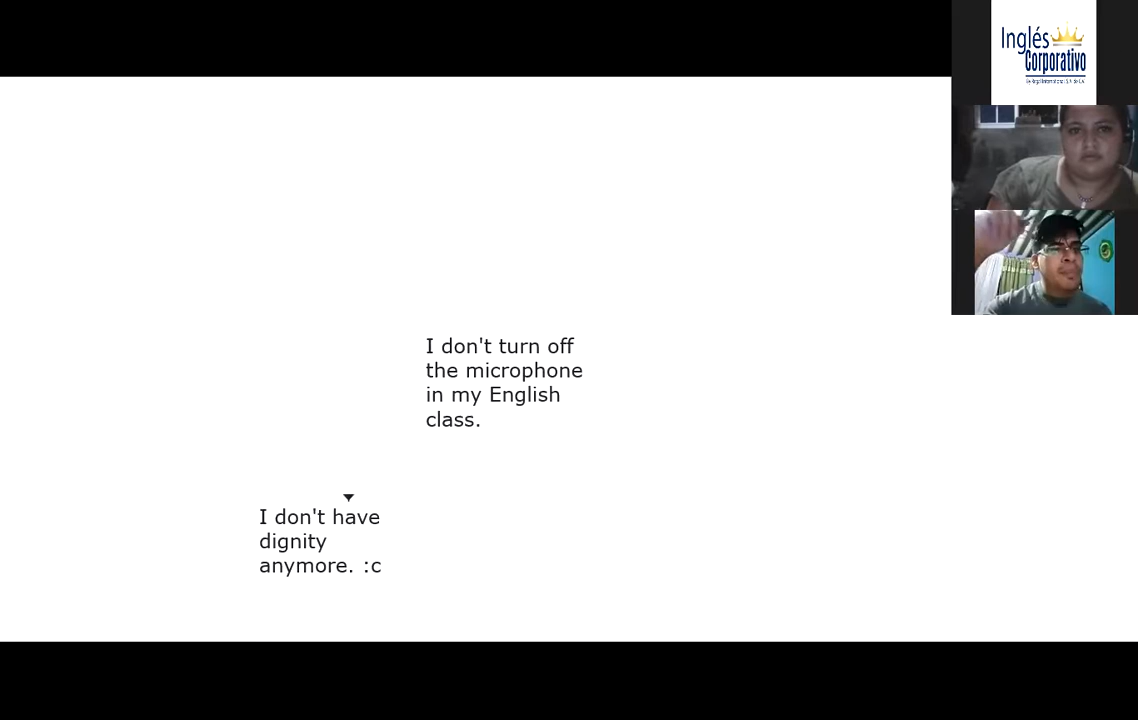 Inglés
Corporativo
I don't turn off
the microphone
in my English
class.
I don't have
dignity
anymore. :c